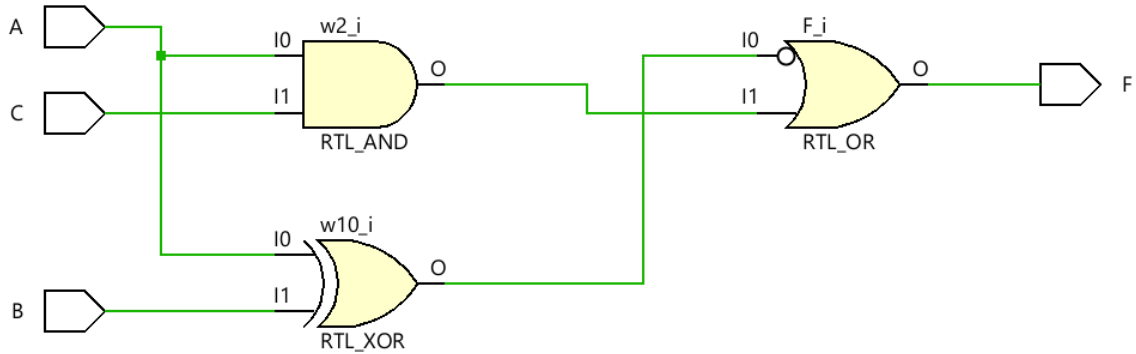 A
w2_i
F_i
I0
I0
O
O
C
I1
I1
F
RTL_AND
RTL_OR
w10_i
I0
O
B
I1
RTL_XOR